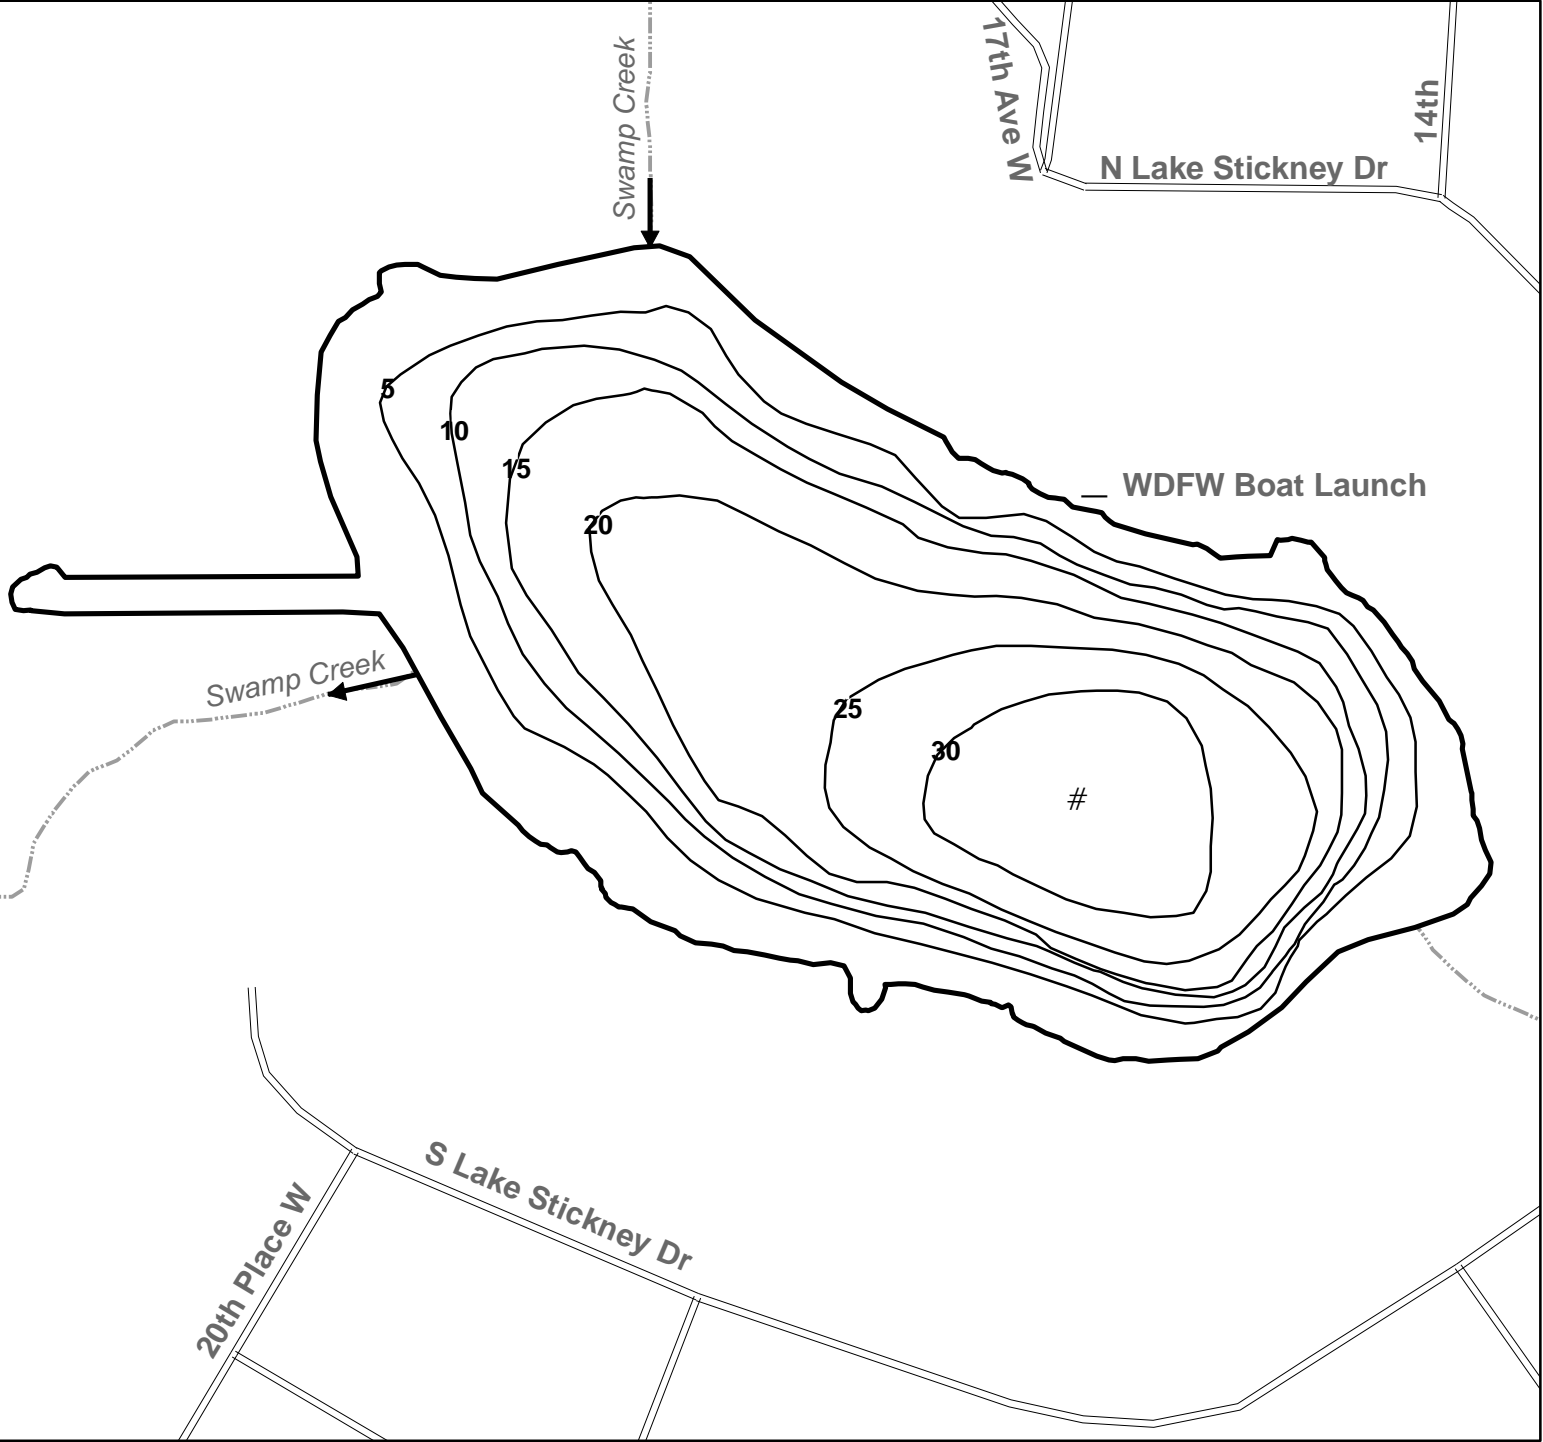 Swamp Creek
17th Ave W
14th
N Lake Stickney Dr
5
10
15
WDFW Boat Launch
20
Swamp Creek
25
30
#
S Lake Stickney Dr
20th Place W